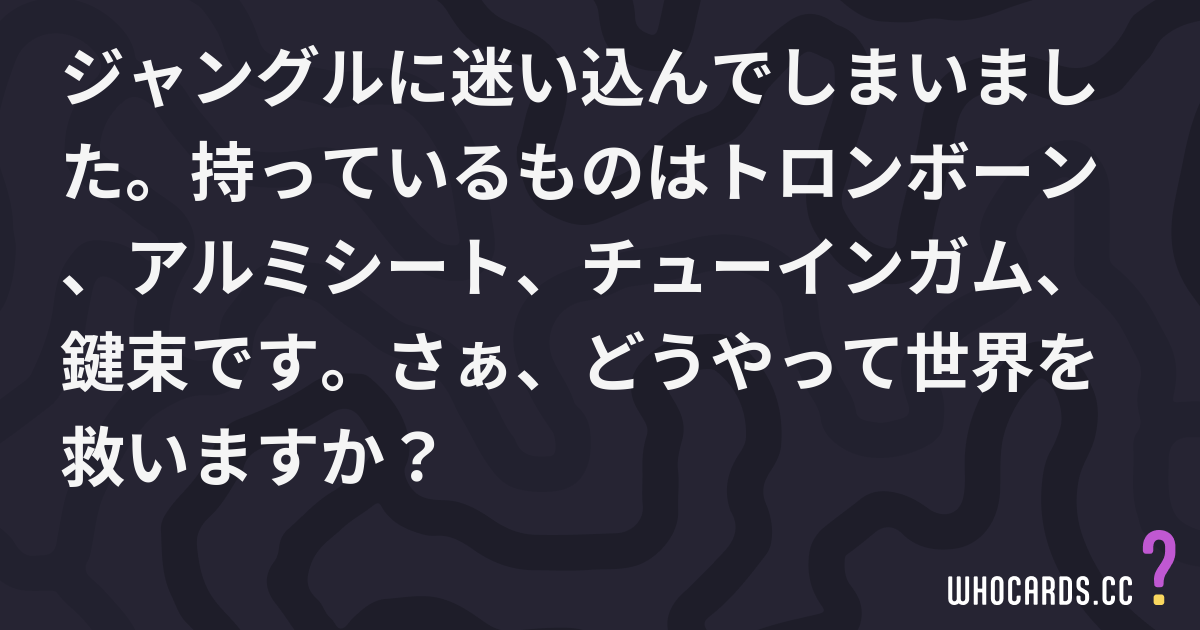 ジャングルに迷い込んでしまいまし
た。持っているものはトロンボーン
、アルミシート、チューインガム、
鍵束です。さぁ、どうやって世界を
救いますか？
WHOCARDS.CC
?